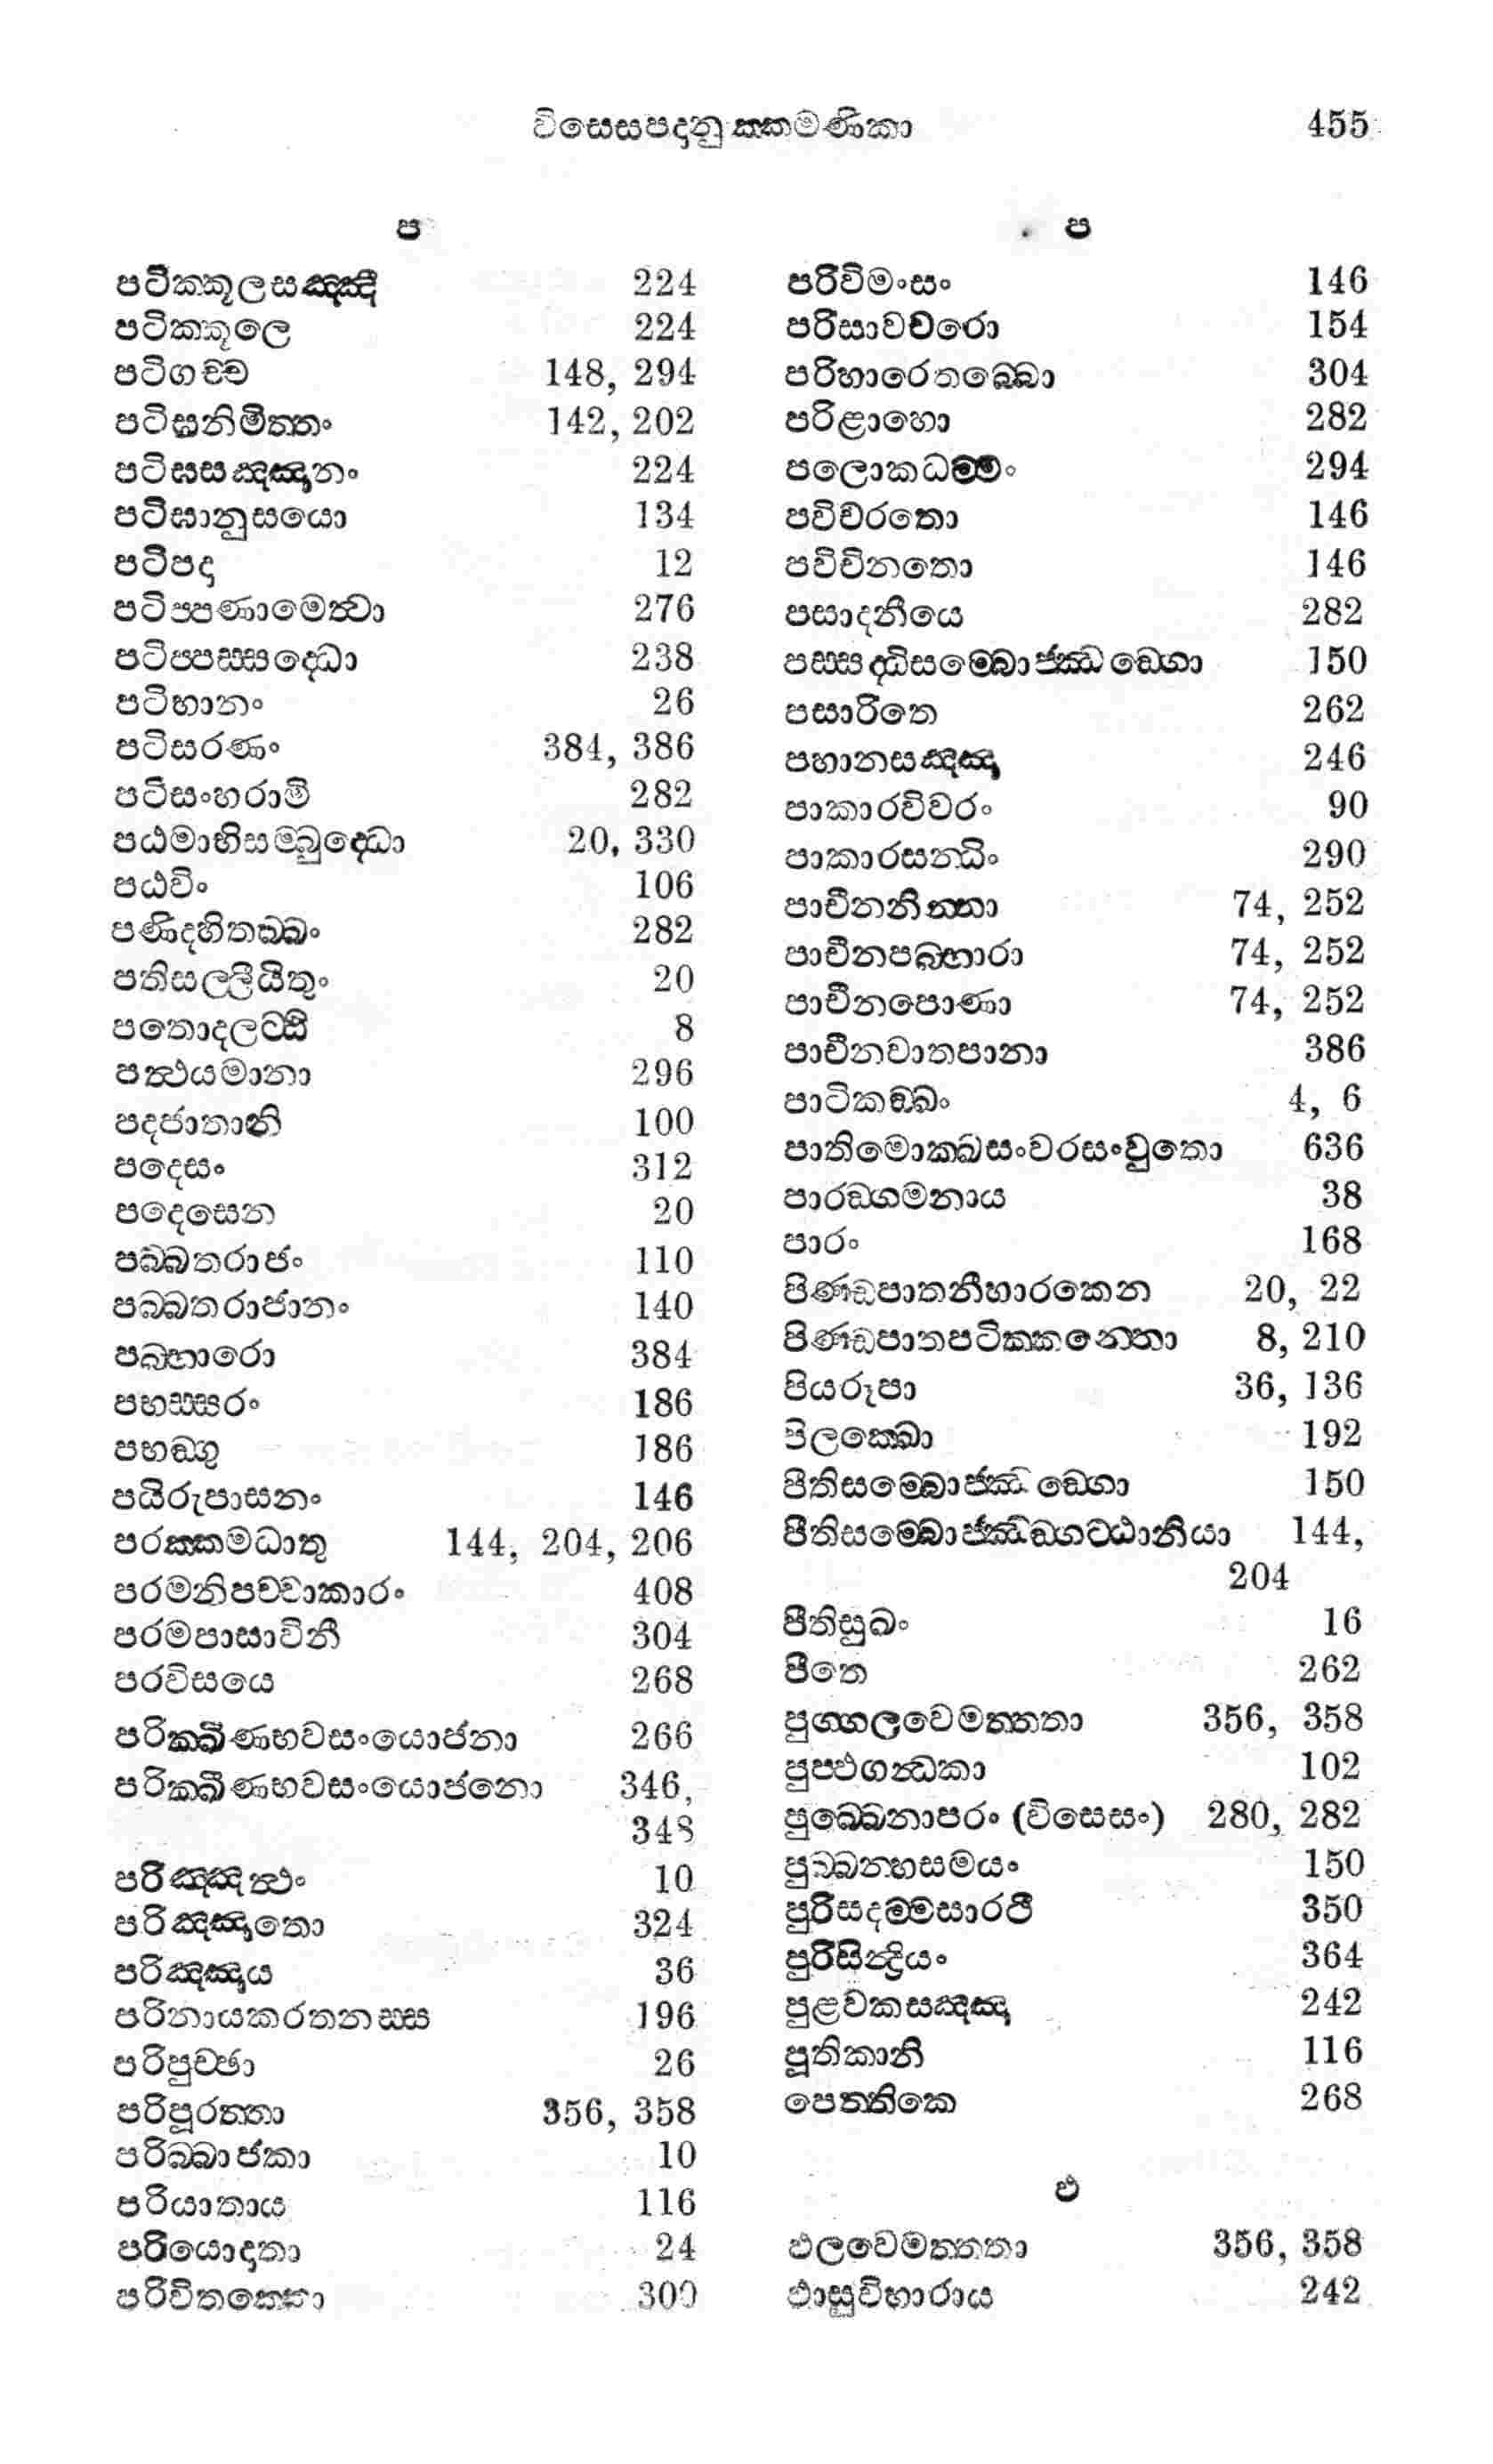 විසෙසපදානුක්කමණිකා 455
ප
පටික්කූලසඤ්ඤී 224
පටික්කූලෙ 224
පටිගච්ච 148, 294
පටිඝනිමිත්තං 142, 202
පටිඝසඤ්ඤානං 224
පටිඝානුසයො 134
පටිපදා 12
පටිප්පණාමෙත්වා 276
පටිප්පස්සද්ධො 238
පටිභානං 26
පටිසරණං 384, 386
පටිසංහරාමි 282
පඨමාභිසම්බුද්ධො 20, 330
පඨවිං 106
පණිදහිතබ්බං 282
පතිසල්ලීයිතුං 20
පතොදලට්ඨි 8
පත්ථයමානා 296
පදජාතානි 100
පදෙසං 312
පදෙසෙන 20
පබ්බතරාජං 110
පබ්බතරාජානං 140
පබ්භාරො 384
පභස්සරං 186
පභඞ්ගු 186
පයිරුපාසනං 146
පරක්කමධාතු 144, 204, 206
පරමනිපච්චාකාරං 408
පරමපාසාවිනී 304
පරවිසයෙ 268
පරික්ඛීණභවසංයොජනා 266
පරික්ඛීණභවසංයොජනො 346,
348
පරිඤ්ඤත්ථං 10
පරිඤ්ඤාතො 324
පරිඤ්ඤාය 36
පරිනායකරතනස්ස 196
පරිපුච්ඡා 26
පරිපූරත්තා 356, 358
පරිබ්බාජකා 10
පරියාතාය 116
පරියොදාතා 24
පරිවිතක්කො 300
ප
පරිවිමංසං 146
පරිසාවචරො 154
පරිහාරෙතබ්බො 304
පරිළාහො 282
පලොකධම්මං 294
පවිචරතො 146
පවිචිනතො 146
පසාදනීයෙ 282
පස්සද්ධිසම්බොජ්ඣඞ්ගො 150
පසාරිතෙ 262
පහානසඤ්ඤා 246
පාකාරවිවරං 90
පාකාරසන්ධිං 290
පාචීනනින්නා 74, 252
පාචීනපබ්භාරා 74, 252
පාචීනපොණා 74, 252
පාචීනවාතපානා 386
පාටිකඞ්ඛං 4, 6
පාතිමොක්ඛසංවරසංවුතො 636
පාරඞ්ගමනාය 38
පාරං 168
පිණ්ඩපාතනීහාරකෙන 20, 22
පිණ්ඩපාතපටික්කන්තො 8, 210
පියරූපා 36, 136
පිලක්ඛො 192
පීතිසම්බොජ්ඣඞ්ගො 150
පීතිසම්බොජ්ඣඞ්ගට්ඨානියා 144,
204
පීතිසුඛං 16
පීතෙ 262
පුග්ගලවෙමත්තතා 356, 358
පුප්ඵගන්ධකා 102
පුබ්බෙනාපරං (විසෙසං) 280, 282
පුබ්බන්හසමයං 150
පුරිසදම්මසාරථී 350
පුරිසින්ද්‍රියං 364
පුළවකසඤ්ඤා 242
පූතිකානි 116
පෙත්තිකෙ 268
ඵ
ඵලවෙමත්තතා 356, 358
ඵාසුවිහාරාය 242